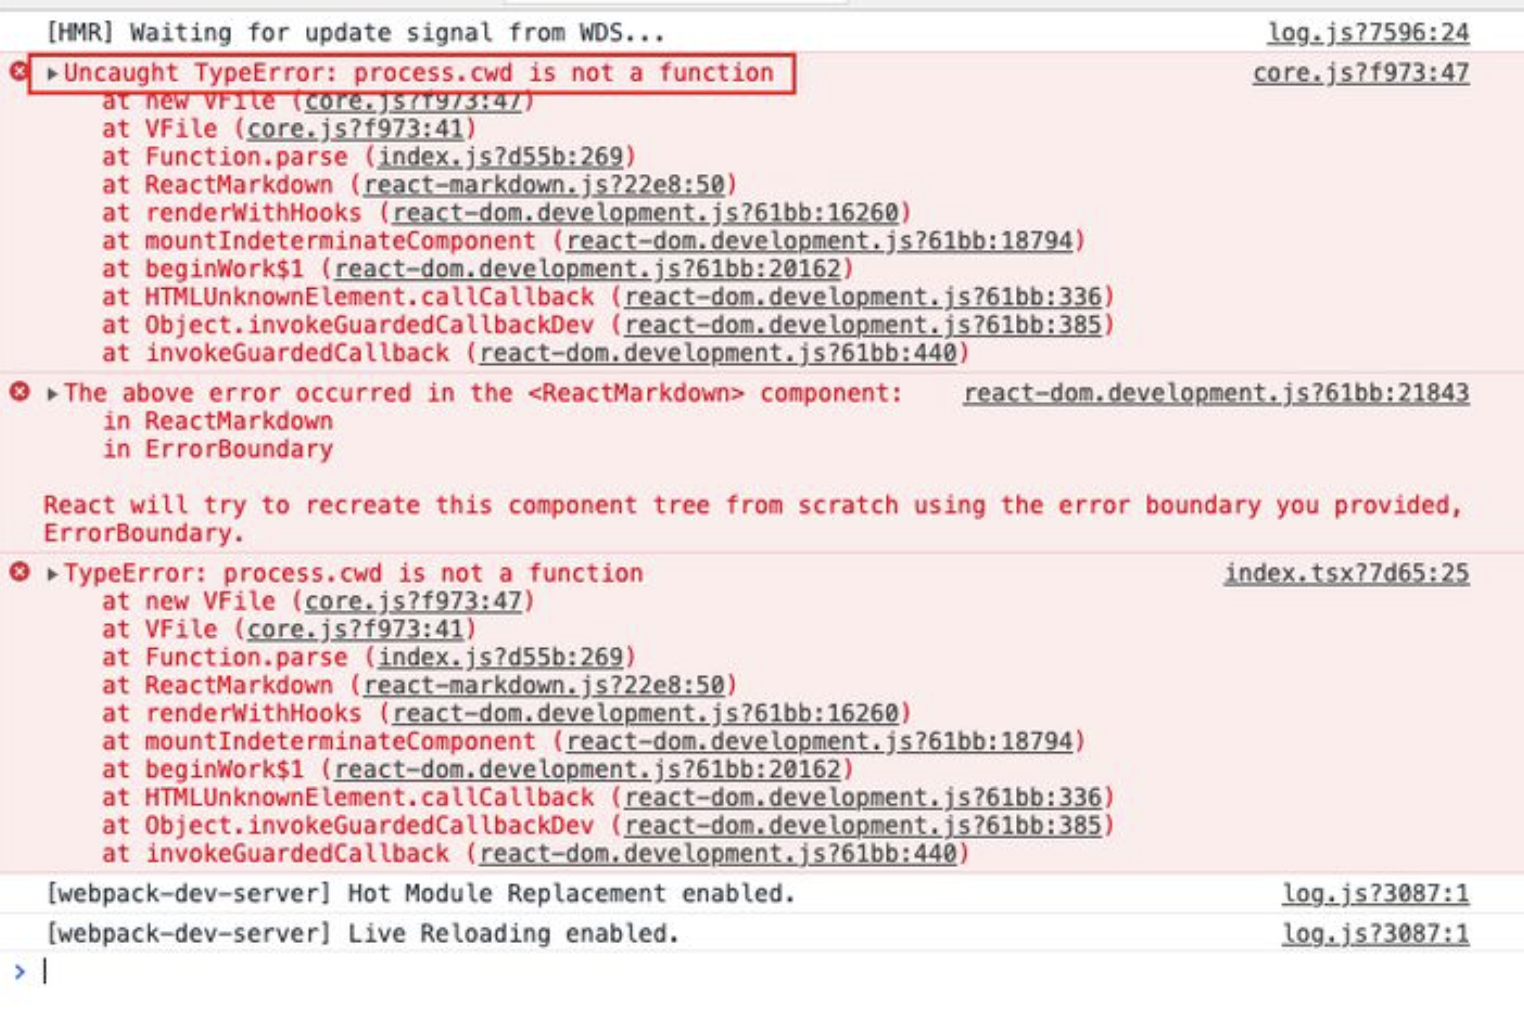 [HMR] Waiting for update signal from WDS... log.js?7596:24
▶Uncaught TypeError: process.cwd is not a function core.js?f973:47
at new VFile (core.js?f973:47)
at VFile (core.js?f973:41)
at Function.parse (index.js?d55b:269)
at ReactMarkdown (react-markdown.js?22e8:50)
at renderWithHooks (react-dom.development.js?61bb:16260)
at mountIndeterminateComponent (react-dom.development.js?61bb:18794)
at beginWork$1 (react-dom.development.js?61bb:20162)
at HTMLUnknownElement.callCallback (react-dom.development.js?61bb:336)
at Object.invokeGuardedCallbackDev (react-dom.development.js?61bb:385)
at invokeGuardedCallback (react-dom.development.js?61bb:440)
▶The above error occurred in the <ReactMarkdown> component: react-dom.development.js?61bb:21843
in ReactMarkdown
in ErrorBoundary
React will try to recreate this component tree from scratch using the error boundary you provided,
ErrorBoundary.
▶TypeError: process.cwd is not a function index.tsx?7d65:25
at new VFile (core.js?f973:47)
at VFile (core.js?f973:41)
at Function.parse (index.js?d55b:269)
at ReactMarkdown (react-markdown.js?22e8:50)
at renderWithHooks (react-dom.development.js?61bb:16260)
at mountIndeterminateComponent (react-dom.development.js?61bb:18794)
at beginWork$1 (react-dom.development.js?61bb:20162)
at HTMLUnknownElement.callCallback (react-dom.development.js?61bb:336)
at Object.invokeGuardedCallbackDev (react-dom.development.js?61bb:385)
at invokeGuardedCallback (react-dom.development.js?61bb:440)
[webpack-dev-server] Hot Module Replacement enabled. log.js?3087:1
[webpack-dev-server] Live Reloading enabled. log.js?3087:1
>